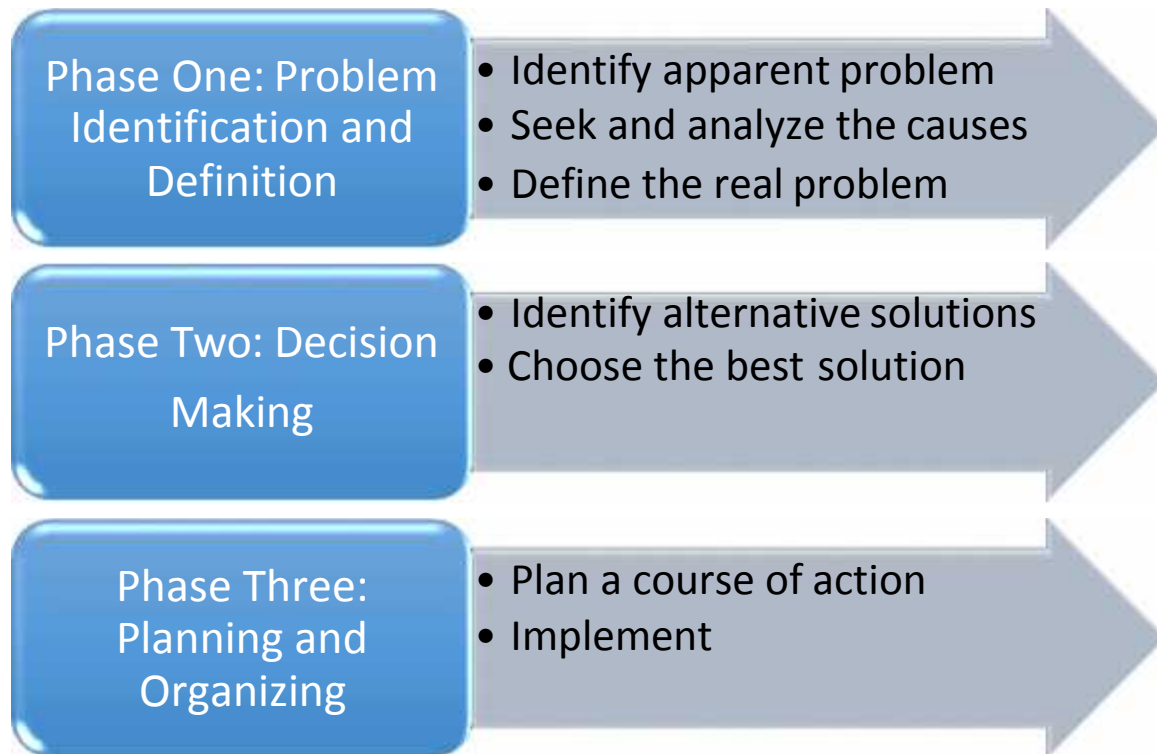 Phase One: Problem
Identification and
Definition
• Identify apparent problem
• Seek and analyze the causes
• Define the real problem
Phase Two: Decision
Making
• Identify alternative solutions
• Choose the best solution
Phase Three:
Planning and
Organizing
• Plan a course of action
• Implement